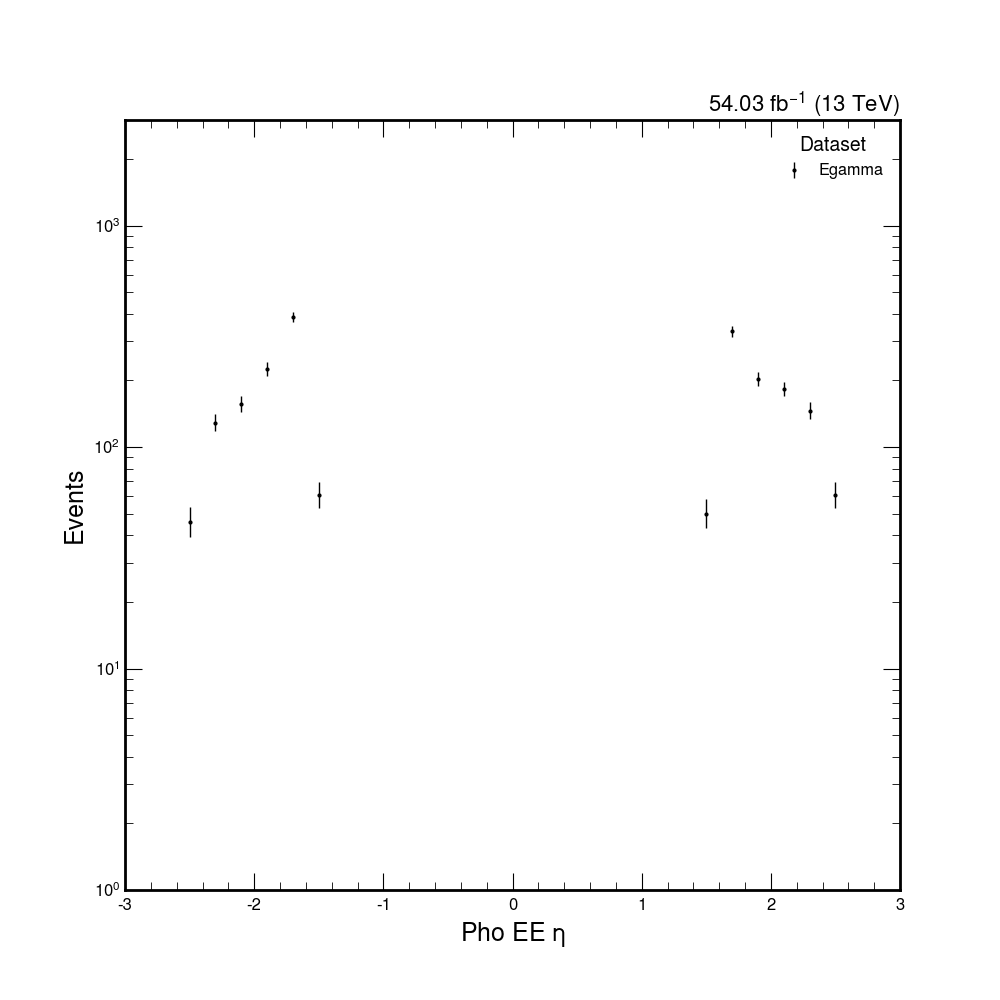 54.03 fb⁻¹ (13 TeV)
Dataset
Egamma
10³
10²
10¹
10⁰
Events
-3 -2 -1 0 1 2 3
Pho EE η